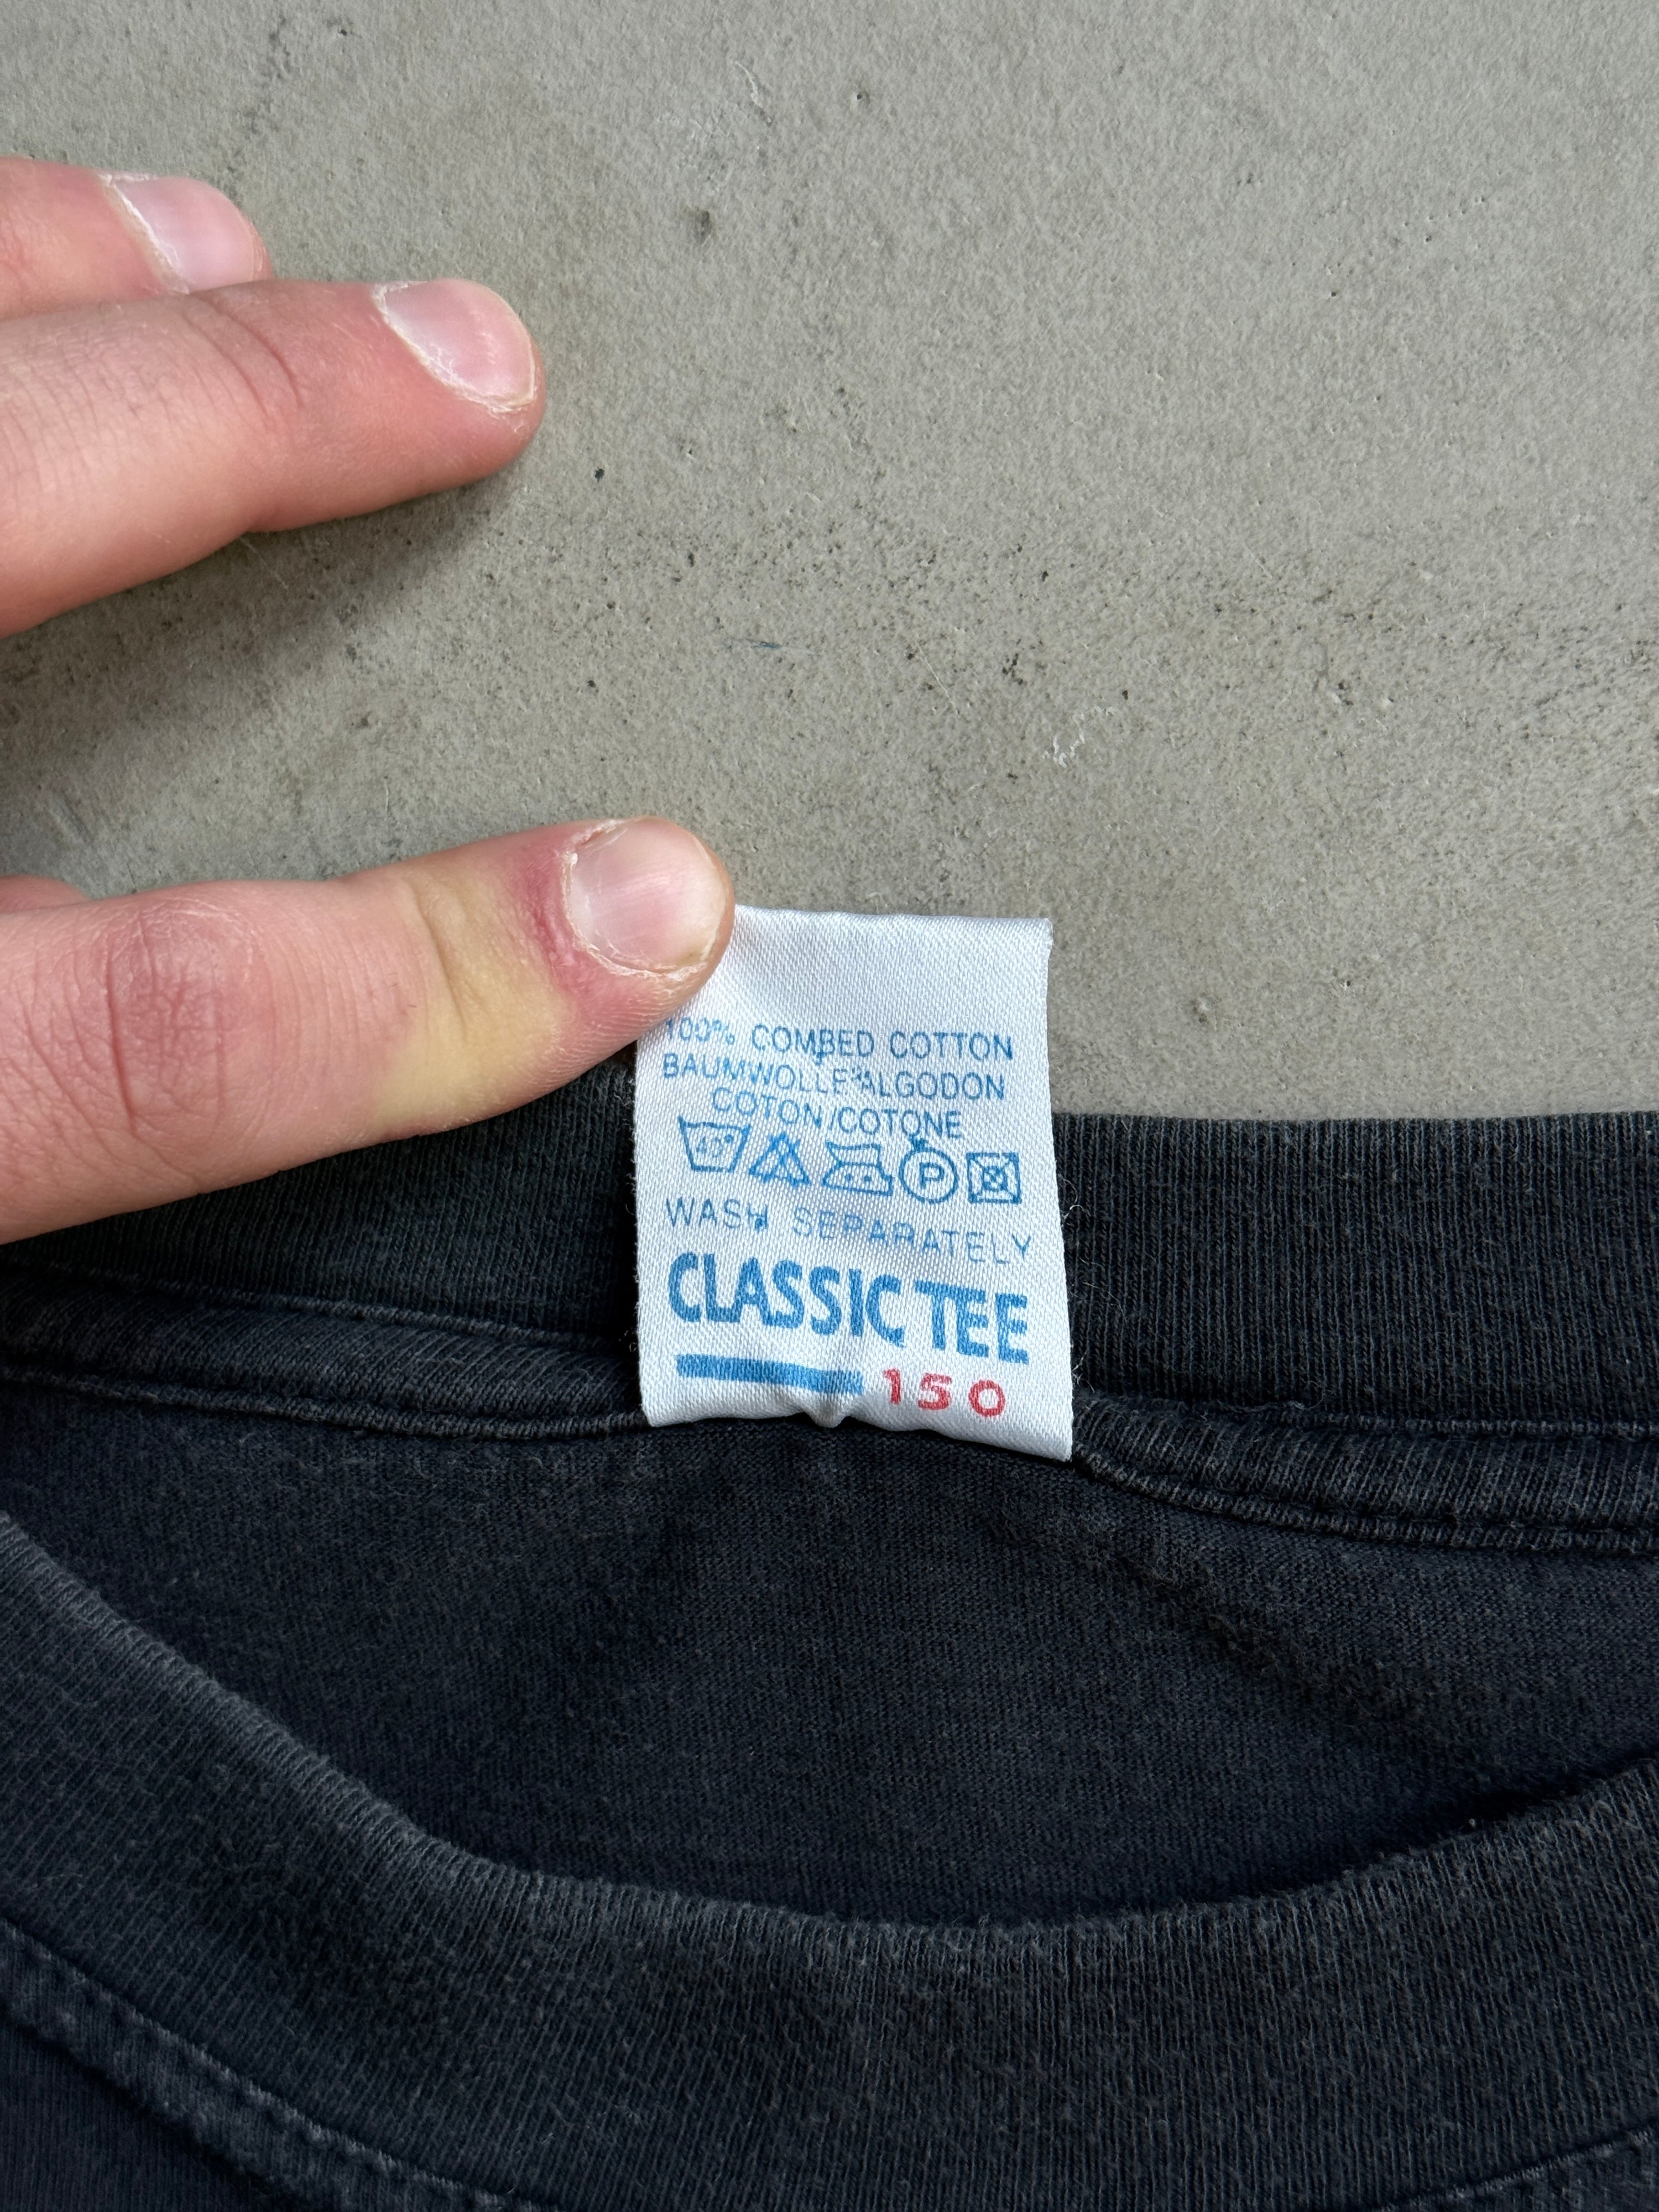 100% COMBED COTTON
BAUMWOLLE/ALGODON
COTON/COTONE
40° P
WASH SEPARATELY
CLASSIC TEE
150